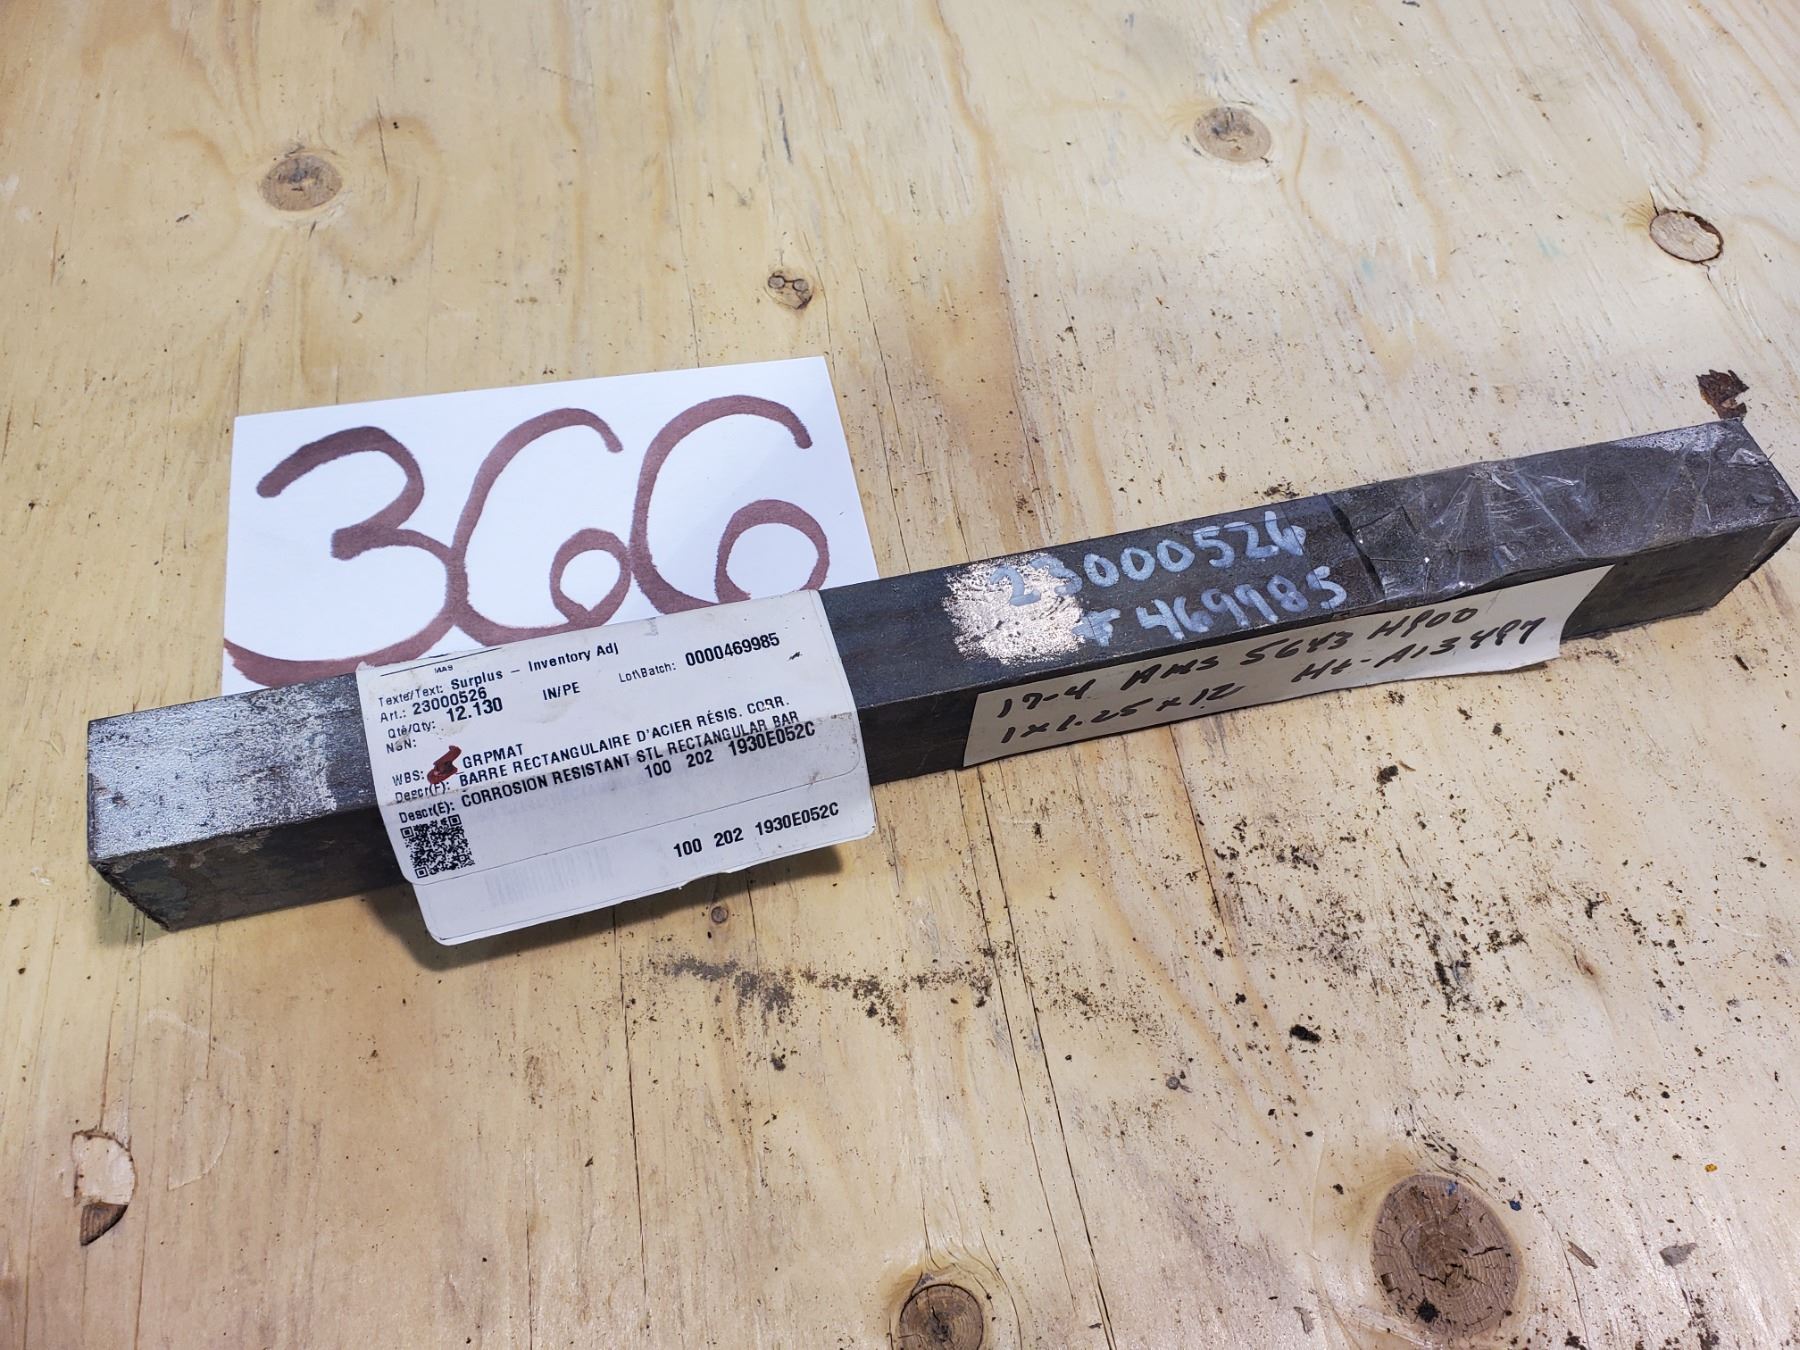 366
Texte/Text: Surplus – Inventory Adj
Art.: 23000526
Qté/Qty: 12.130 IN/PE Lot\Batch: 0000469985
NSN:
WBS: GRPMAT
Descr(F): BARRE RECTANGULAIRE D'ACIER RÉSIS. CORR.
Descr(E): CORROSION RESISTANT STL RECTANGULAR BAR
100 202 1930E052C
100 202 1930E052C
23000526
# 469985
17-4 AMS 5643 H900
1x1.25x12 Ht-A13497